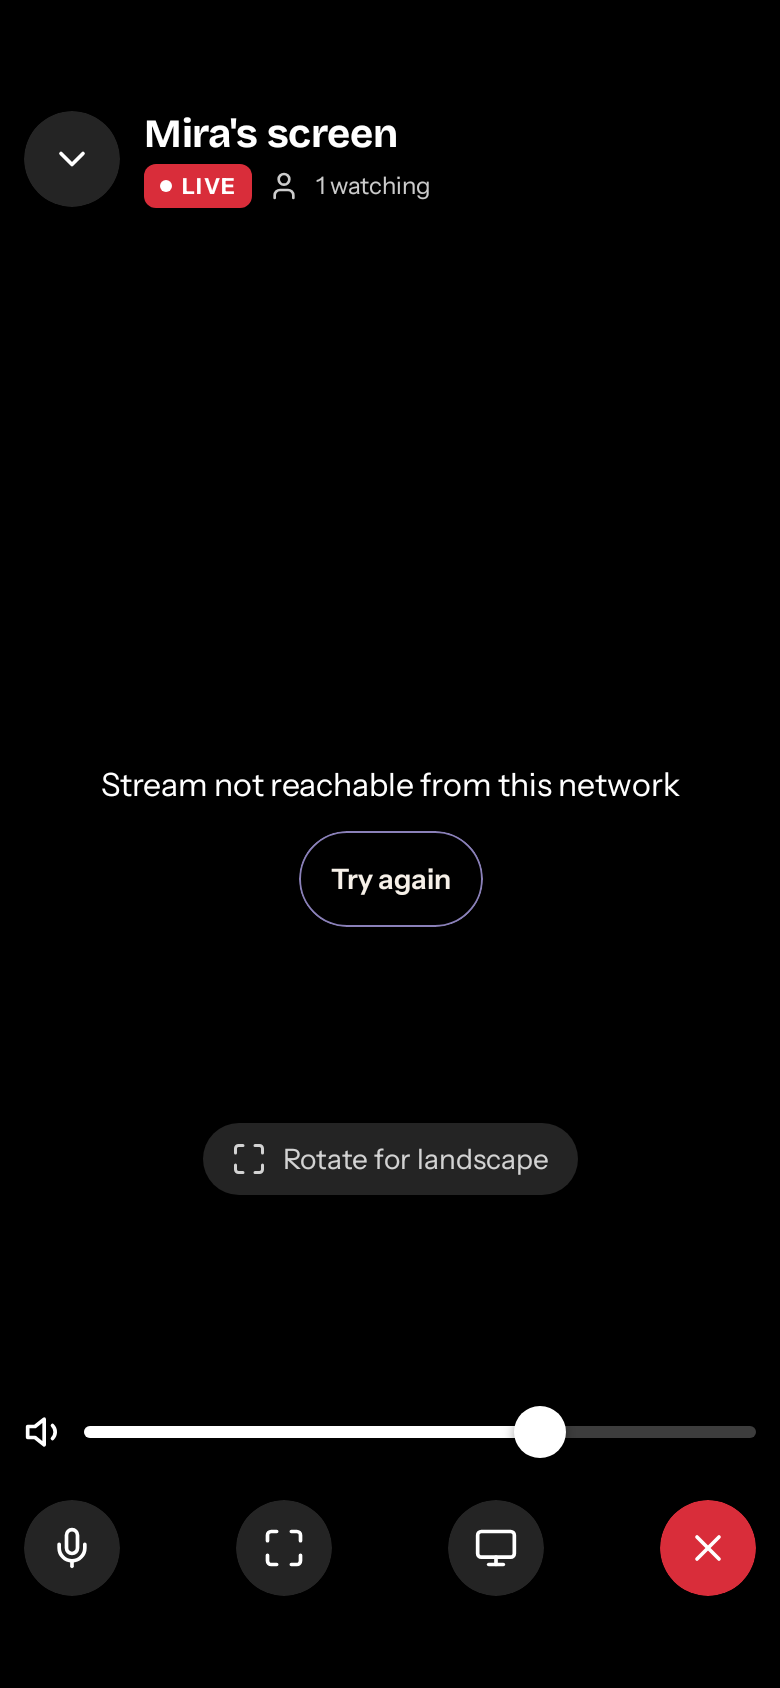 Mira's screen
LIVE
1 watching
Stream not reachable from this network
Try again
Rotate for landscape